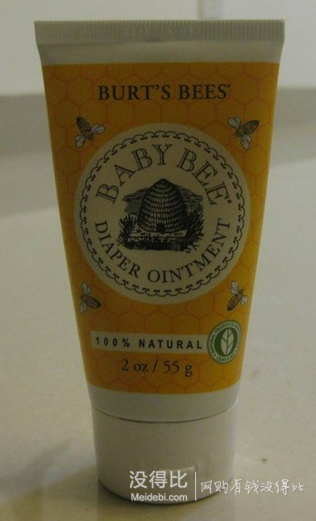 BURT'S BEES®
BABY BEE®
DIAPER OINTMENT
100% NATURAL
2 oz / 55 g
没得比
Meidebi.com
网购有钱没得比